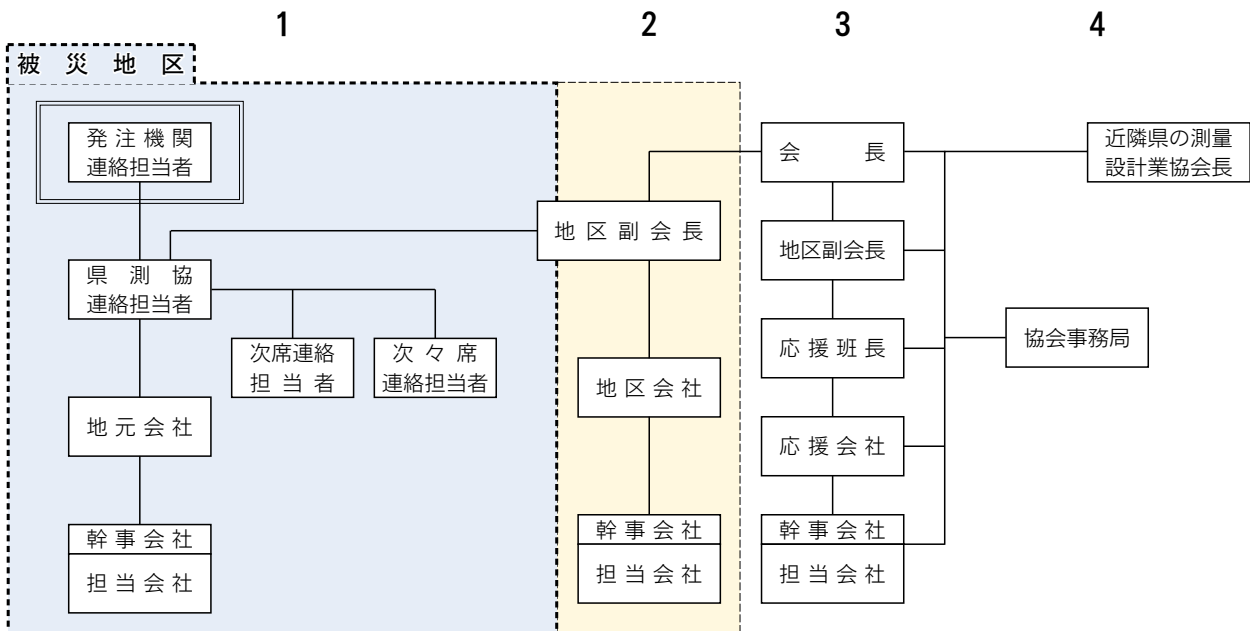 1
2
3
4
被災地区
発注機関
連絡担当者
県測協
連絡担当者
次席連絡
担当者
次々席
連絡担当者
地元会社
幹事会社
担当会社
地区副会長
地区会社
幹事会社
担当会社
会長
地区副会長
応援班長
応援会社
幹事会社
担当会社
近隣県の測量
設計業協会長
協会事務局